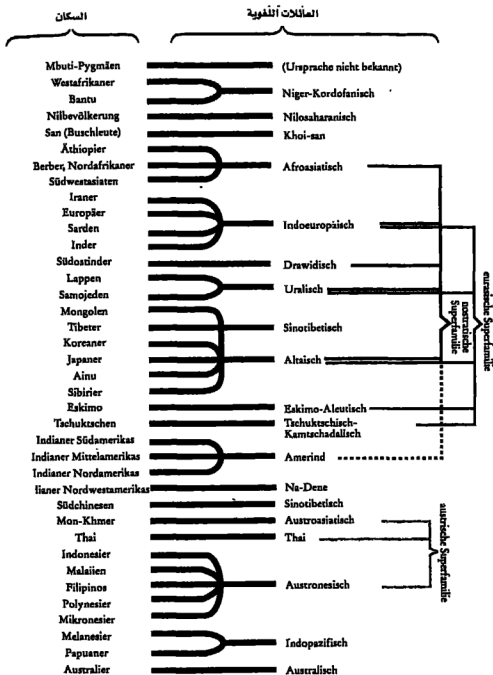 السكان
العائلات اللغوية
Mbuti-Pygmäen
(Ursprache nicht bekannt)
Westafrikaner
Bantu
Niger-Kordofanisch
Nilbevölkerung
Nilosaharanisch
San (Buschleute)
Khoi-san
Äthiopier
Berber, Nordafrikaner
Afroasiatisch
Südwestasiaten
Iraner
Europäer
Sarden
Indoeuropäisch
Inder
Südostinder
Drawidisch
Lappen
Samojeden
Uralisch
Mongolen
Tibeter
Sinotibetisch
Koreaner
Japaner
Altaisch
Ainu
Sibirier
Eskimo
Eskimo-Aleutisch
Tschuktschen
Tschuktschisch-
Kamtschadalisch
Indianer Südamerikas
Indianer Mittelamerikas
Amerind
Indianer Nordamerikas
lianer Nordwestamerikas
Na-Dene
Südchinesen
Sinotibetisch
Mon-Khmer
Austroasiatisch
Thai
Thai
Indonesier
Malaiien
Filipinos
Austronesisch
Polynesier
Mikronesier
Melanesier
Papuaner
Indopazifisch
Australier
Australisch
nostratische
Superfamilie
eurasische Superfamilie
austrische Superfamilie